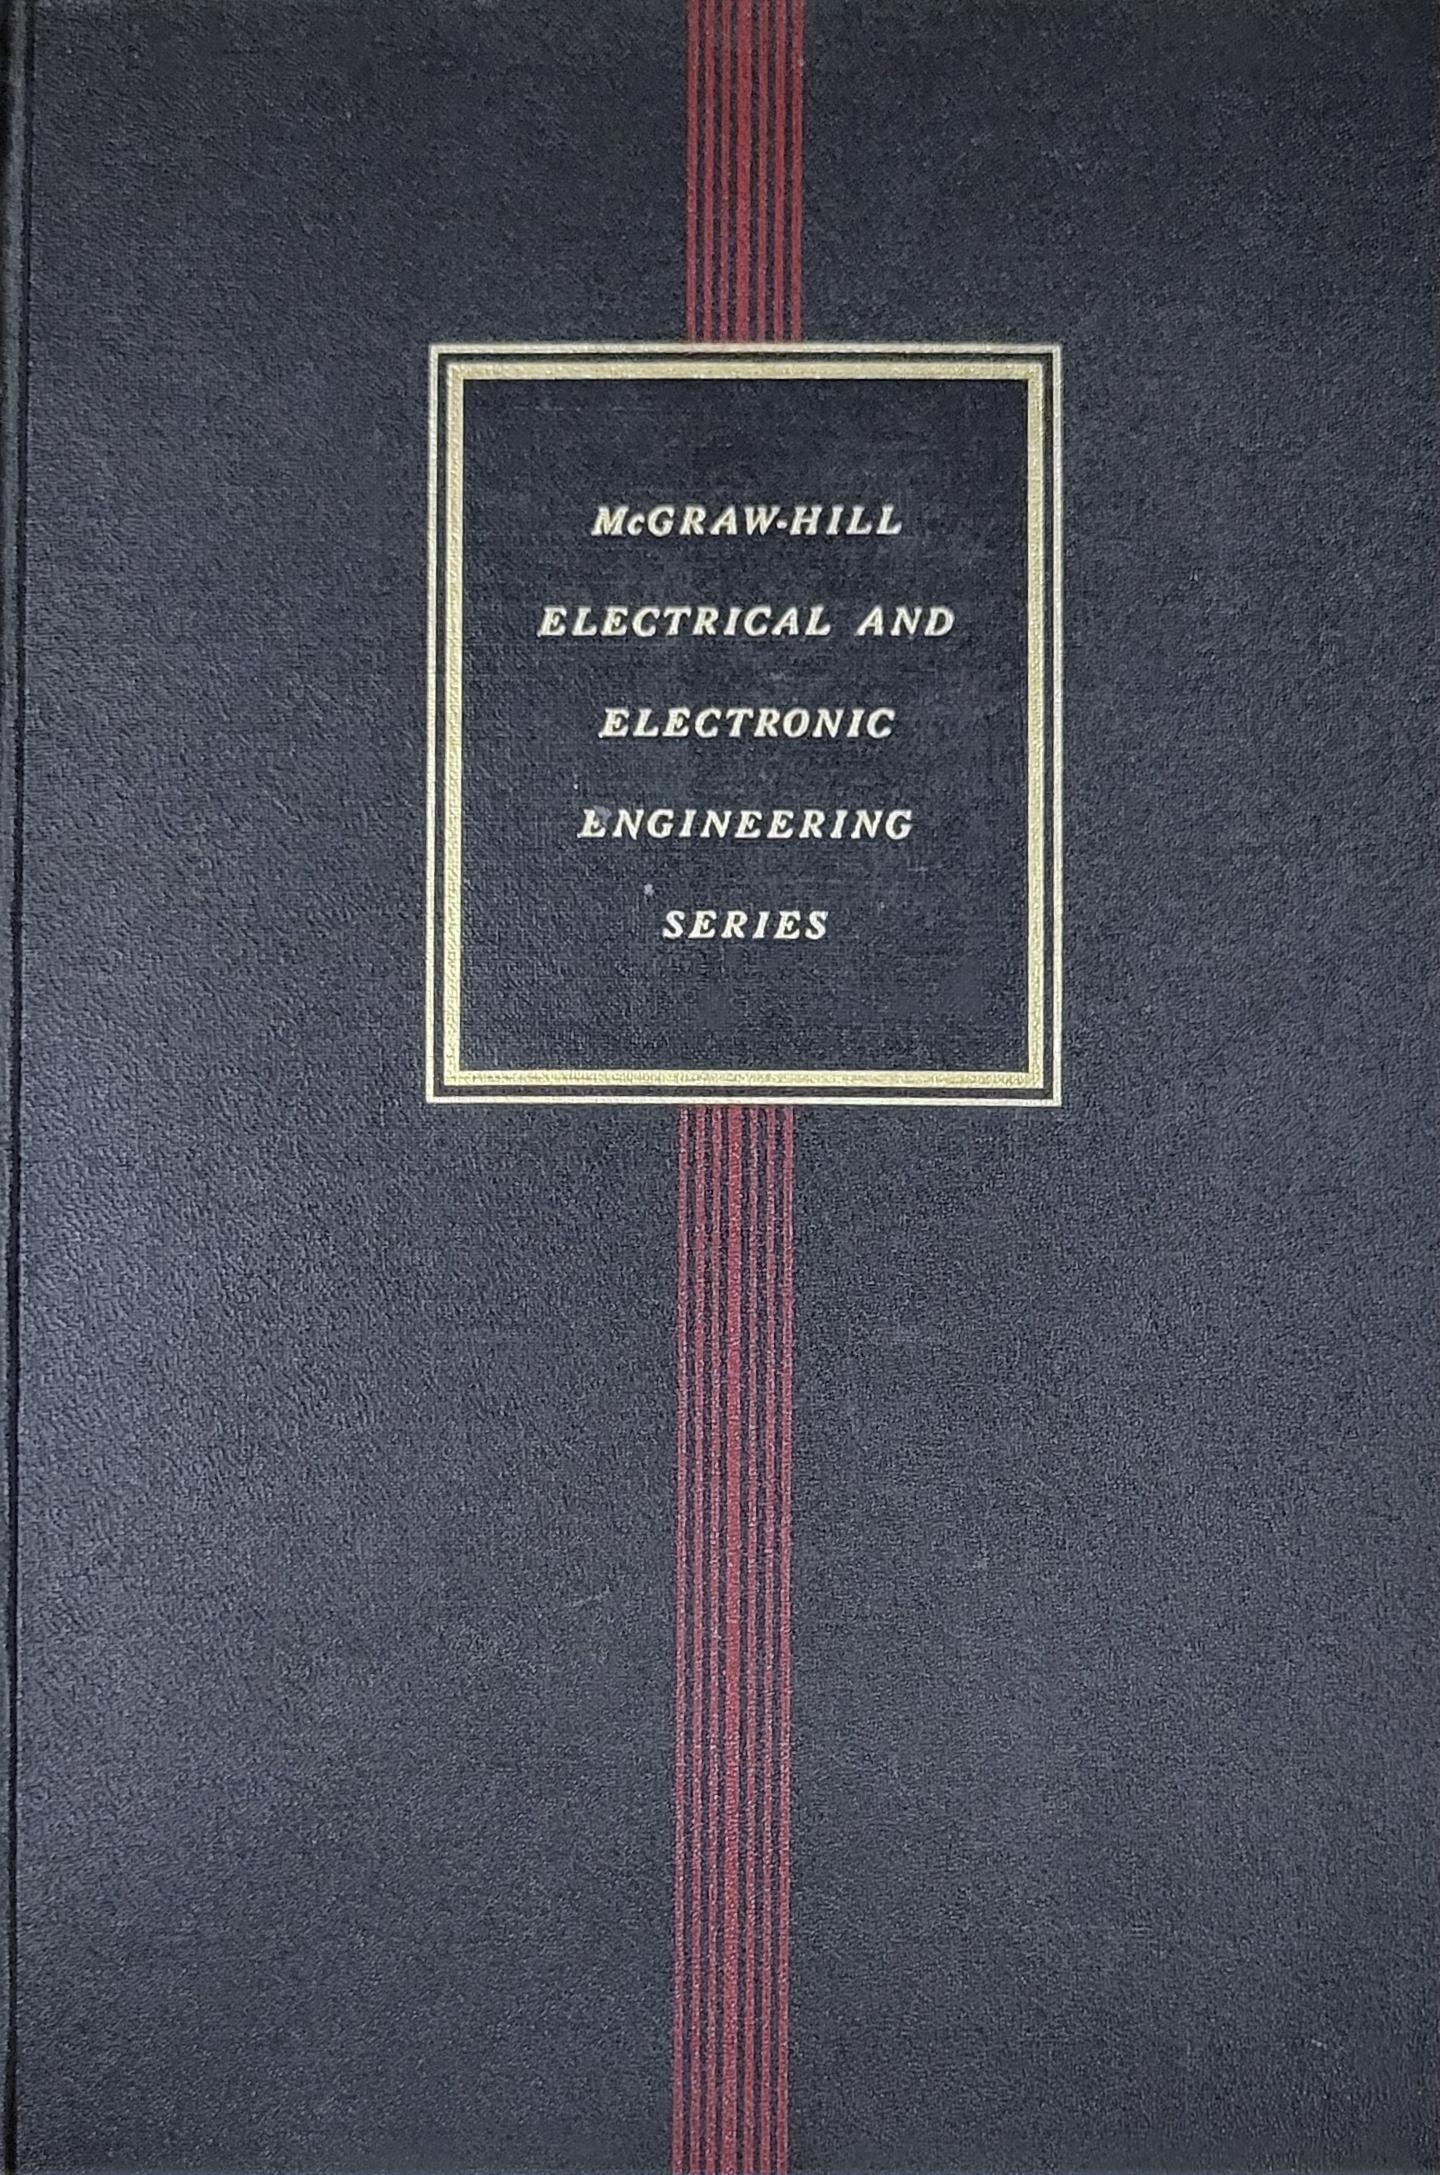 McGRAW-HILL
ELECTRICAL AND
ELECTRONIC
ENGINEERING
SERIES